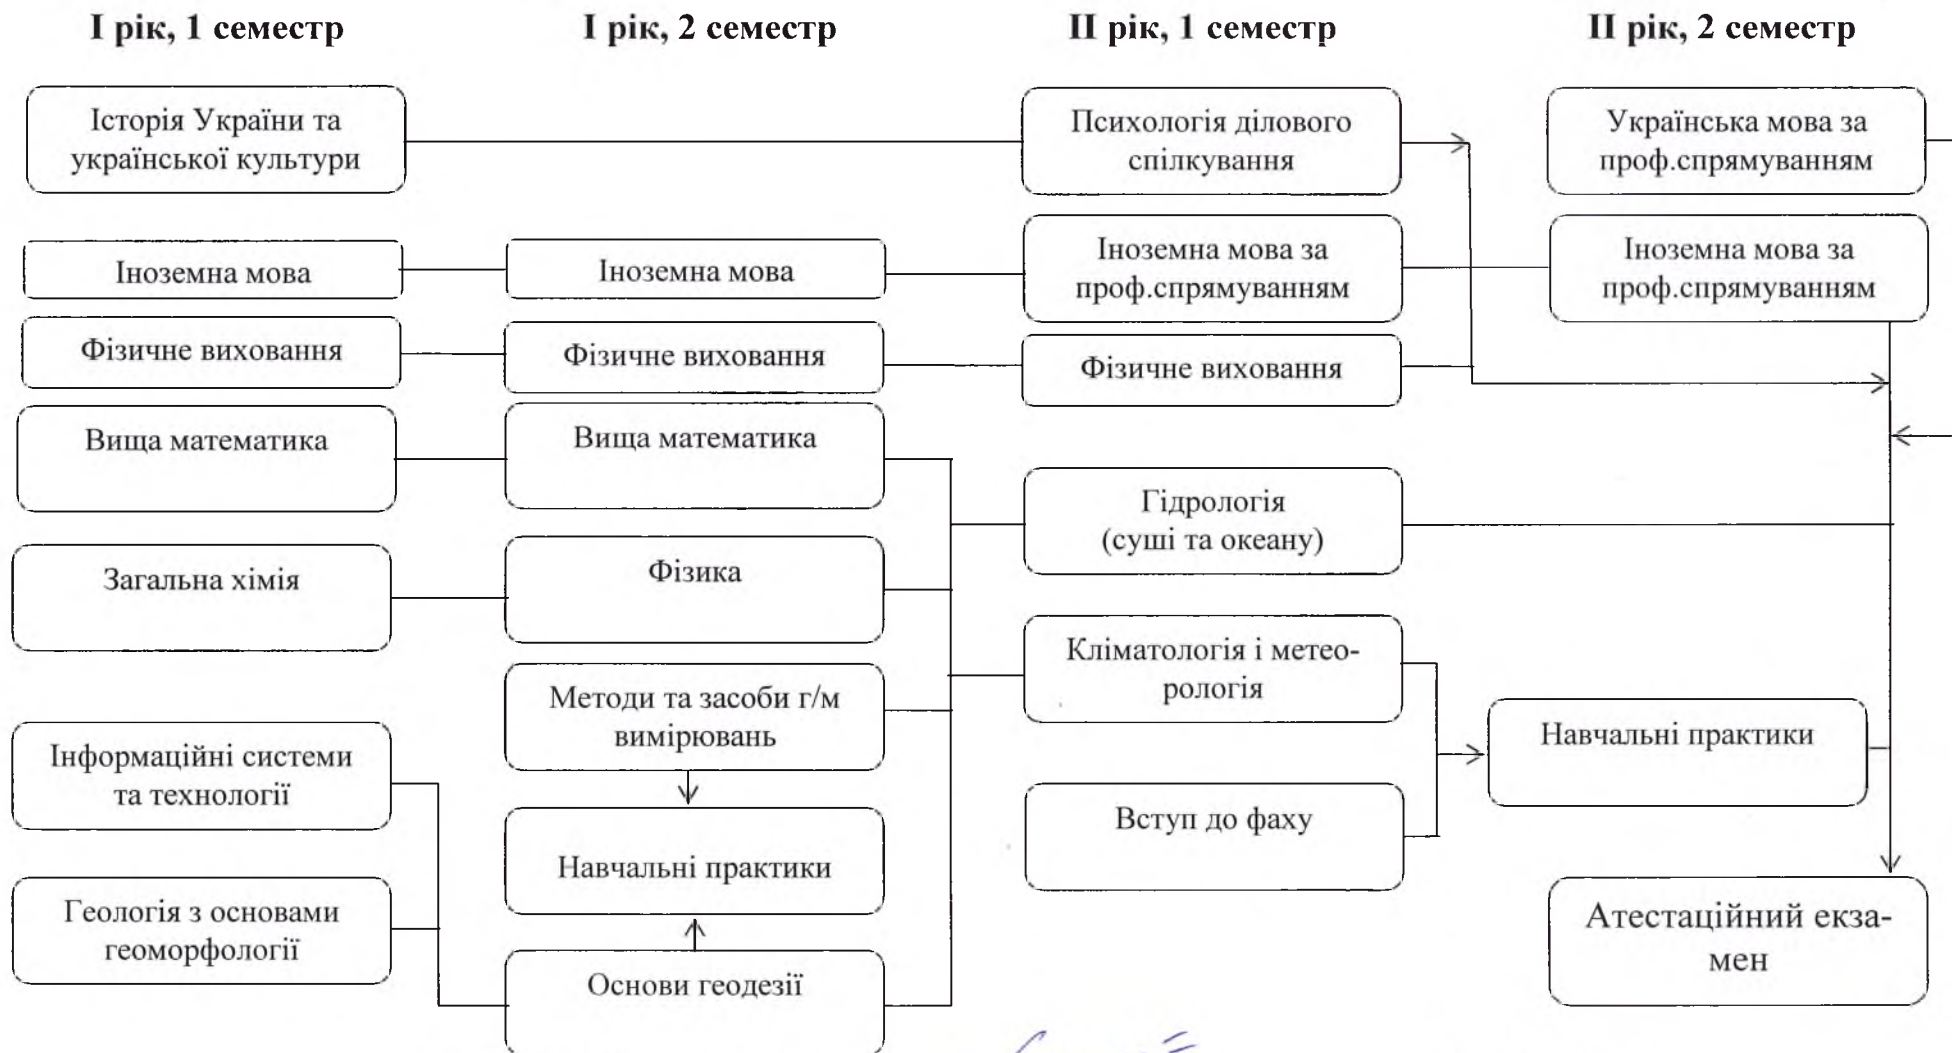 І рік, 1 семестр
І рік, 2 семестр
ІІ рік, 1 семестр
ІІ рік, 2 семестр
Історія України та
української культури
Психологія ділового
спілкування
Українська мова за
проф.спрямуванням
Іноземна мова
Іноземна мова
Іноземна мова за
проф.спрямуванням
Іноземна мова за
проф.спрямуванням
Фізичне виховання
Фізичне виховання
Фізичне виховання
Вища математика
Вища математика
Гідрологія
(суші та океану)
Загальна хімія
Фізика
Кліматологія і метео-
рологія
Методи та засоби г/м
вимірювань
Навчальні практики
Інформаційні системи
та технології
Вступ до фаху
Навчальні практики
Геологія з основами
геоморфології
Атестаційний екза-
мен
Основи геодезії